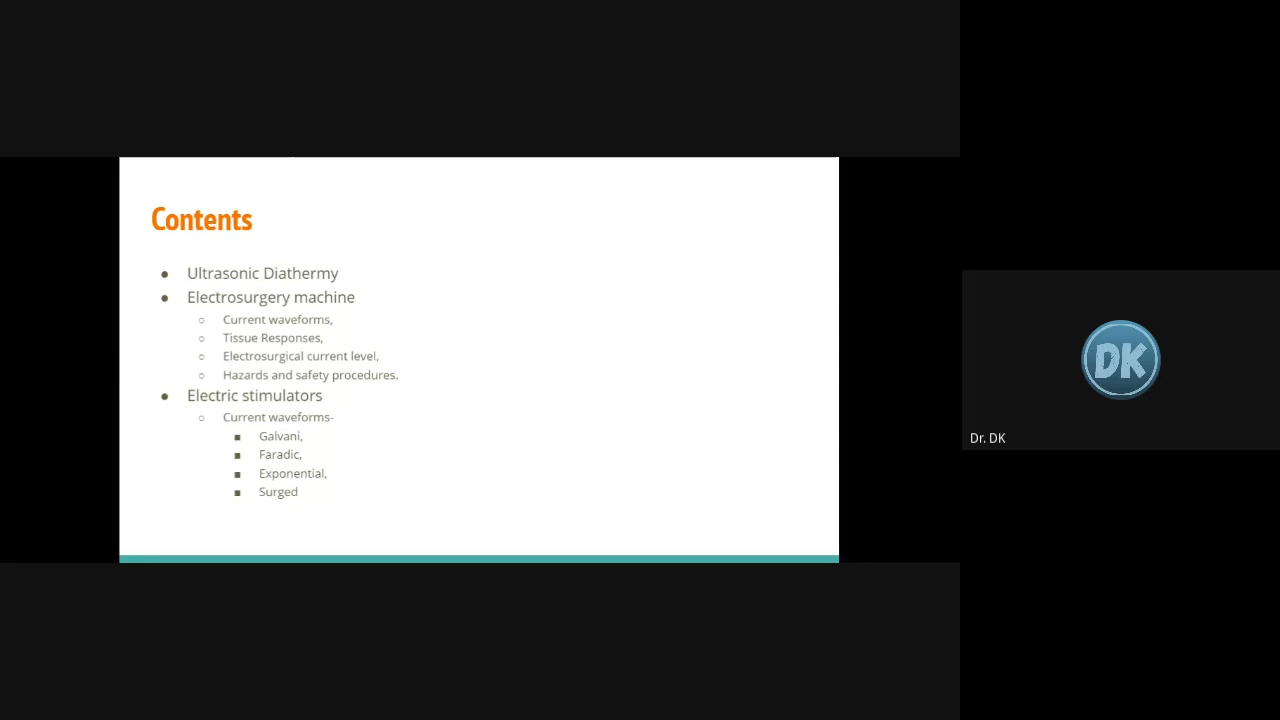 Contents
● Ultrasonic Diathermy
● Electrosurgery machine
○ Current waveforms,
○ Tissue Responses,
○ Electrosurgical current level,
○ Hazards and safety procedures.
● Electric stimulators
○ Current waveforms-
■ Galvani,
■ Faradic,
■ Exponential,
■ Surged
DK
Dr. DK